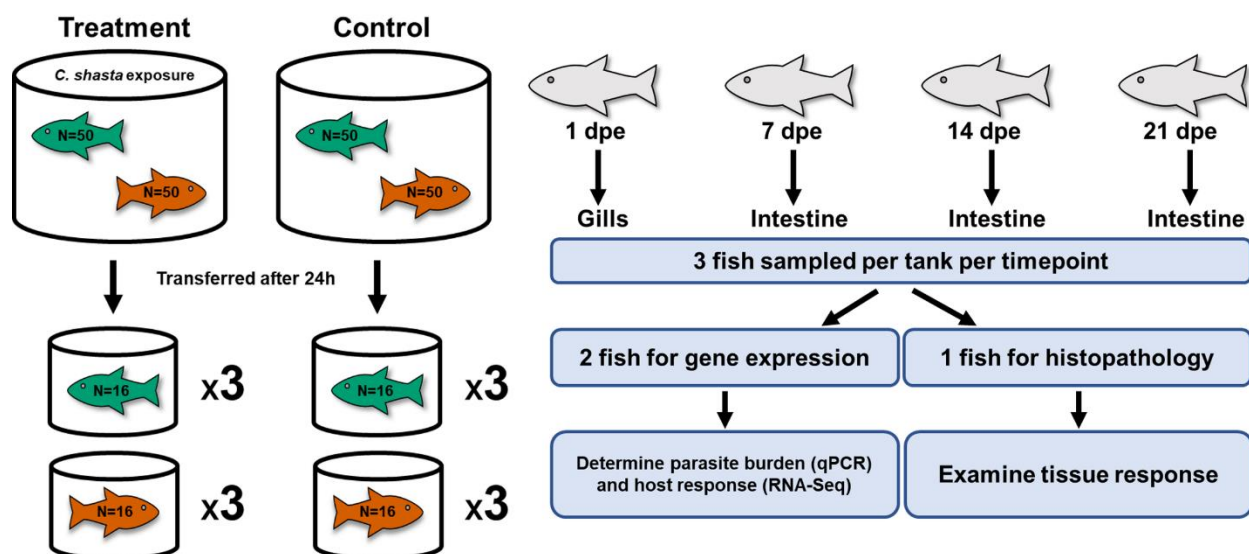 Treatment
Control
C. shasta exposure
N=50
N=50
N=50
N=50
Transferred after 24h
N=16
x3
N=16
x3
N=16
x3
N=16
x3
1 dpe
7 dpe
14 dpe
21 dpe
Gills
Intestine
Intestine
Intestine
3 fish sampled per tank per timepoint
2 fish for gene expression
1 fish for histopathology
Determine parasite burden (qPCR)
and host response (RNA-Seq)
Examine tissue response